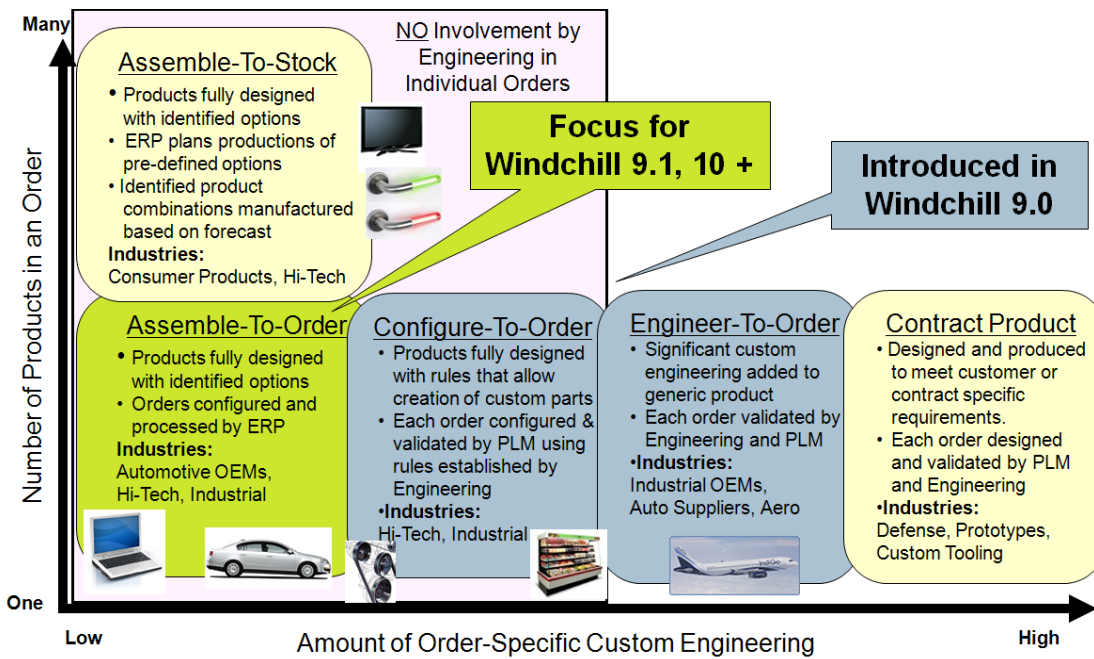 Many
NO Involvement by
Engineering in
Individual Orders
Assemble-To-Stock
• Products fully designed
with identified options
• ERP plans productions of
pre-defined options
• Identified product
combinations manufactured
based on forecast
Industries:
Consumer Products, Hi-Tech
Focus for
Windchill 9.1, 10 +
Introduced in
Windchill 9.0
Number of Products in an Order
Assemble-To-Order
• Products fully designed
with identified options
• Orders configured and
processed by ERP
Industries:
Automotive OEMs,
Hi-Tech, Industrial
Configure-To-Order
• Products fully designed
with rules that allow
creation of custom parts
• Each order configured &
validated by PLM using
rules established by
Engineering
•Industries:
Hi-Tech, Industrial
Engineer-To-Order
• Significant custom
engineering added to
generic product
• Each order validated by
Engineering and PLM
•Industries:
Industrial OEMs,
Auto Suppliers, Aero
IndiGo
Contract Product
• Designed and produced
to meet customer or
contract specific
requirements.
• Each order designed
and validated by PLM
and Engineering
•Industries:
Defense, Prototypes,
Custom Tooling
One
Low
Amount of Order-Specific Custom Engineering
High